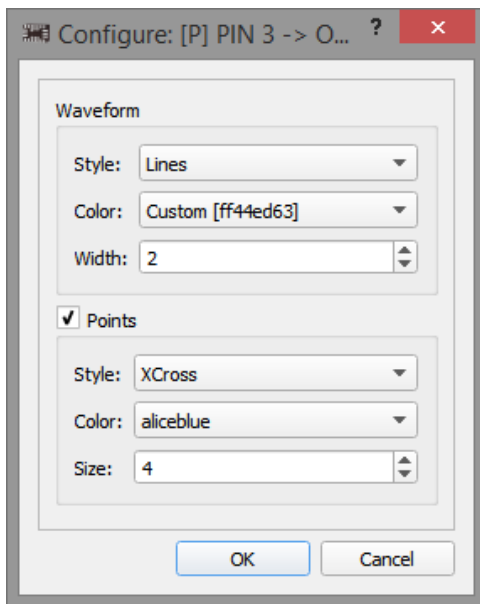 Configure: [P] PIN 3 -> O... ? ×
Waveform
Style: Lines
Color: Custom [ff44ed63]
Width: 2
Points
Style: XCross
Color: aliceblue
Size: 4
OK Cancel